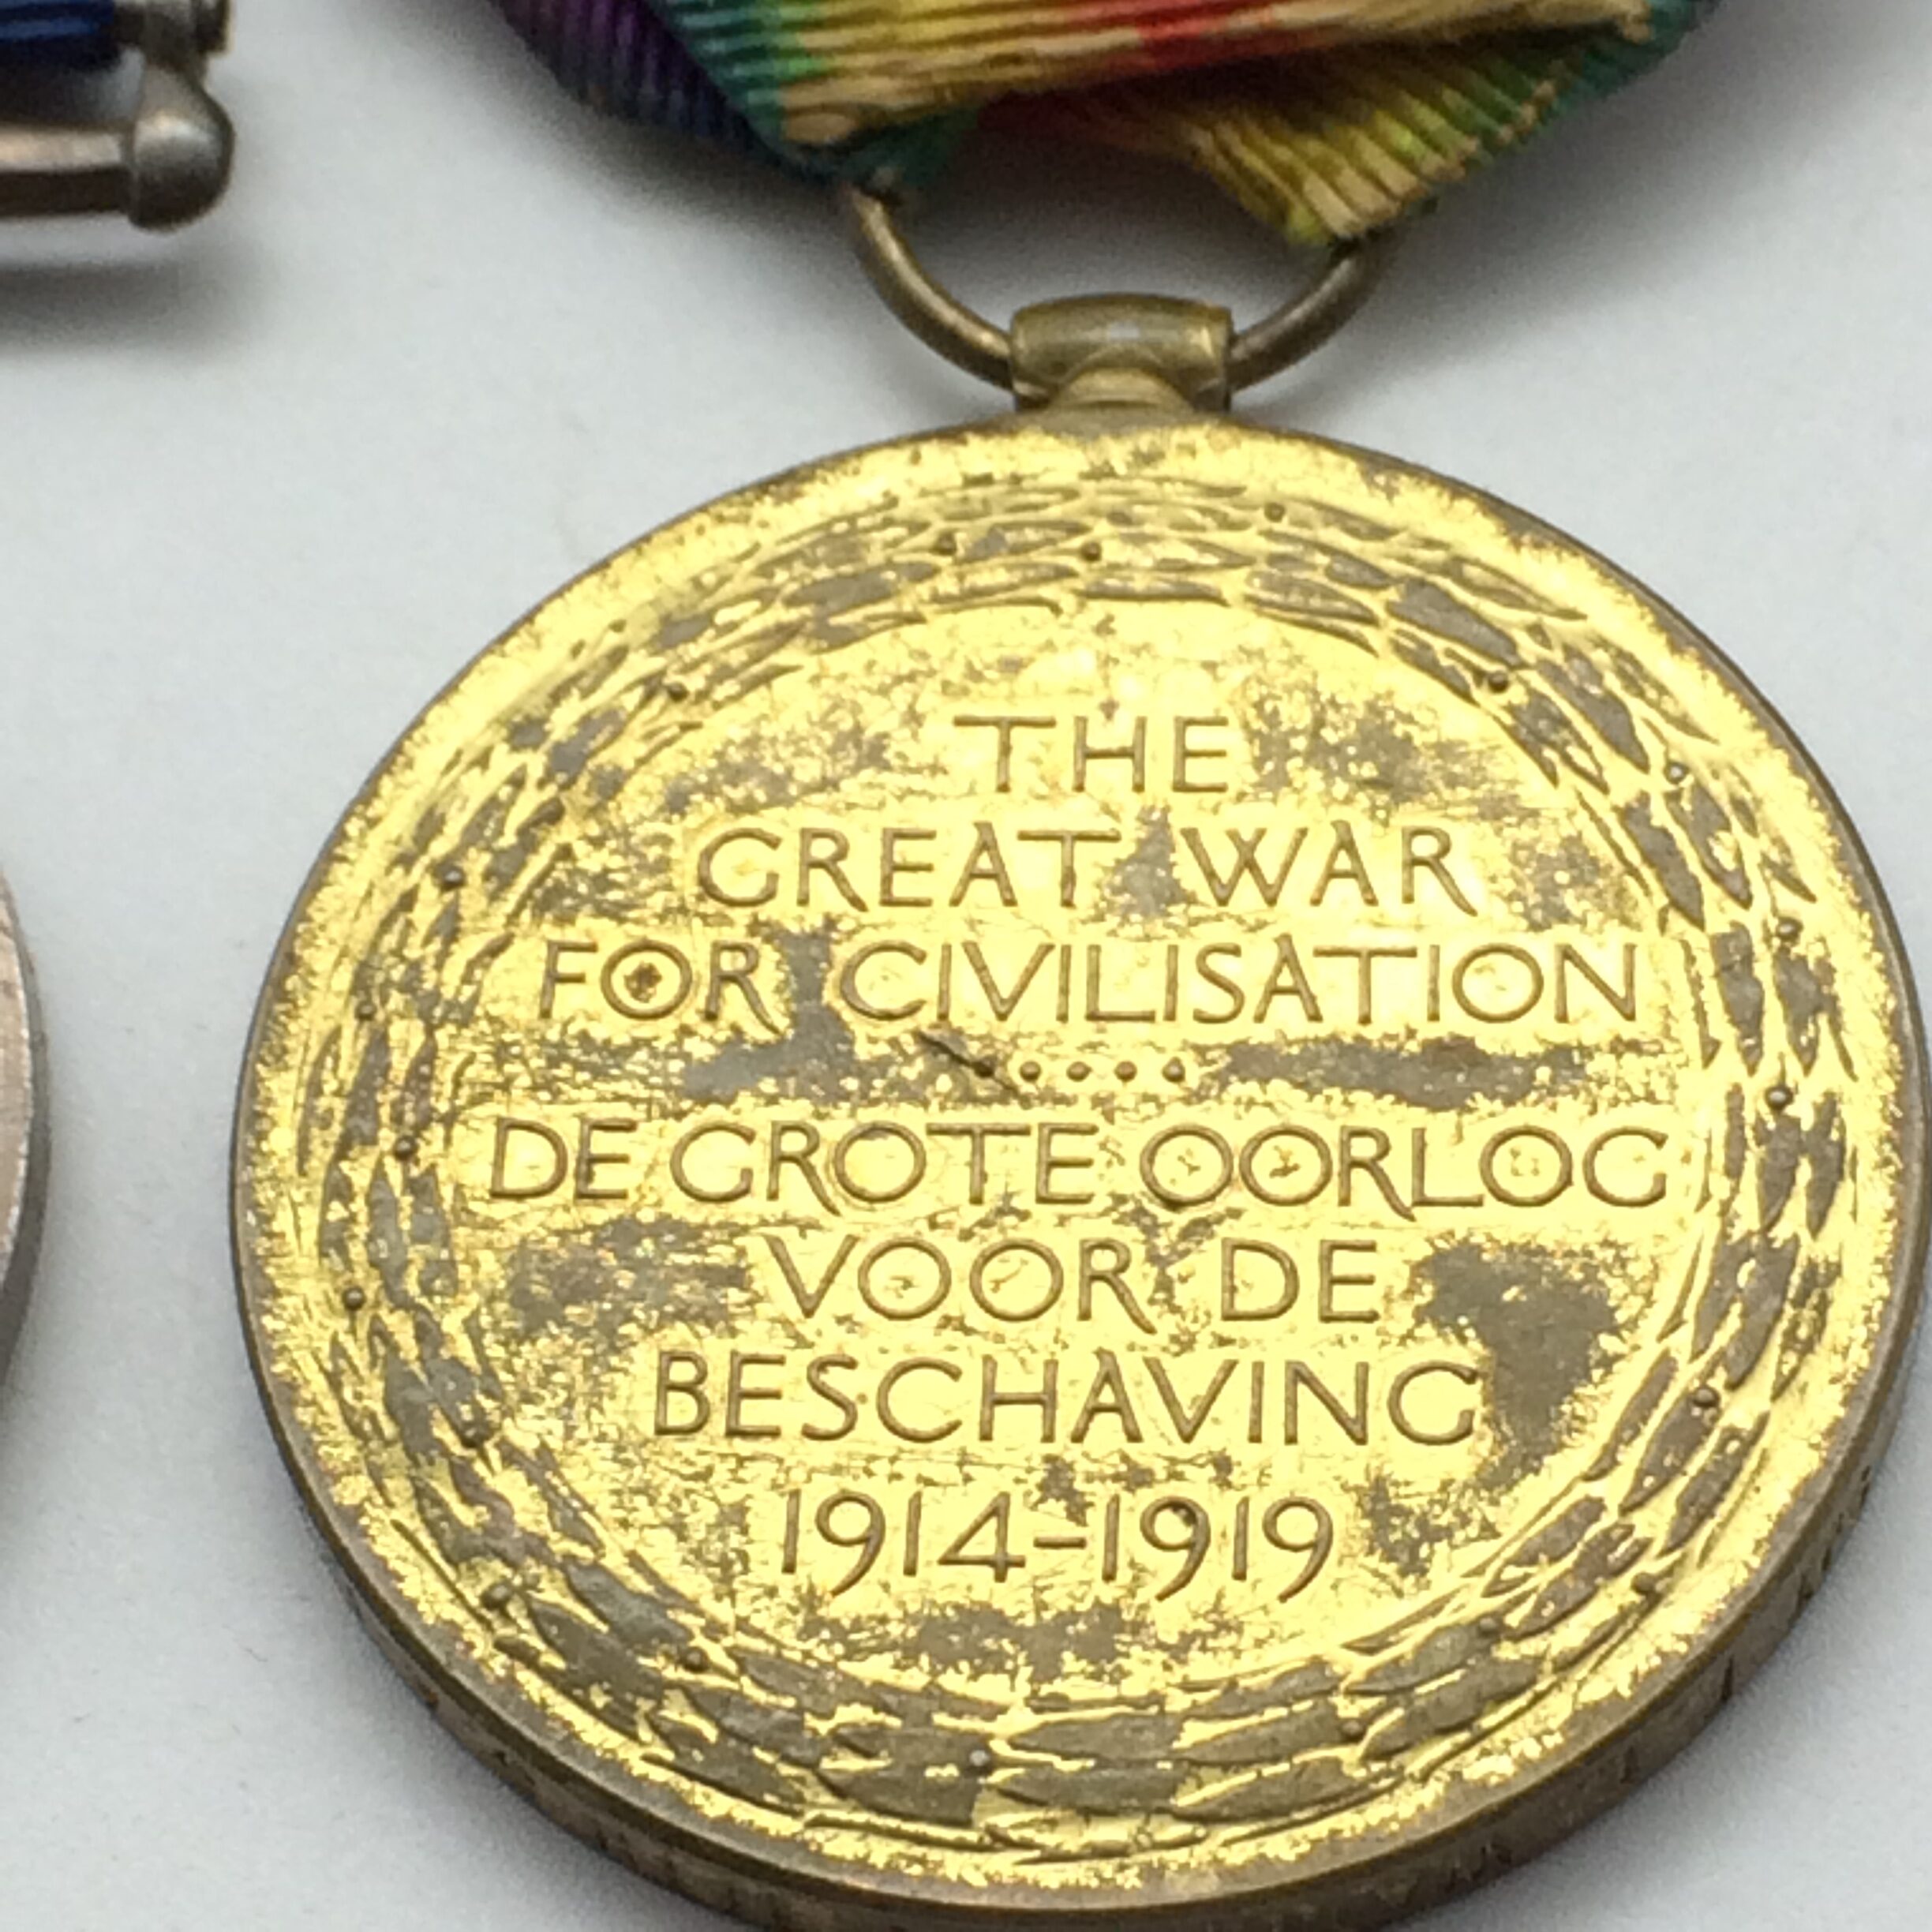 THE
GREAT WAR
FOR CIVILISATION
DE GROTE OORLOG
VOOR DE
BESCHAVING
1914-1919